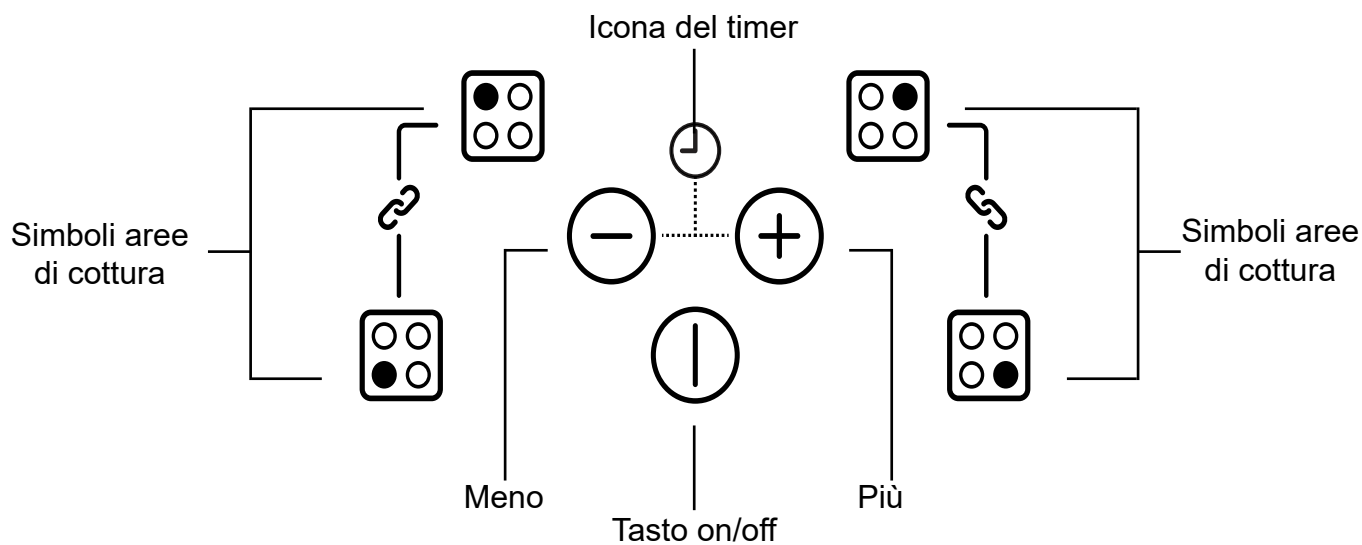 Icona del timer
Simboli aree
di cottura
Simboli aree
di cottura
Meno
Più
Tasto on/off